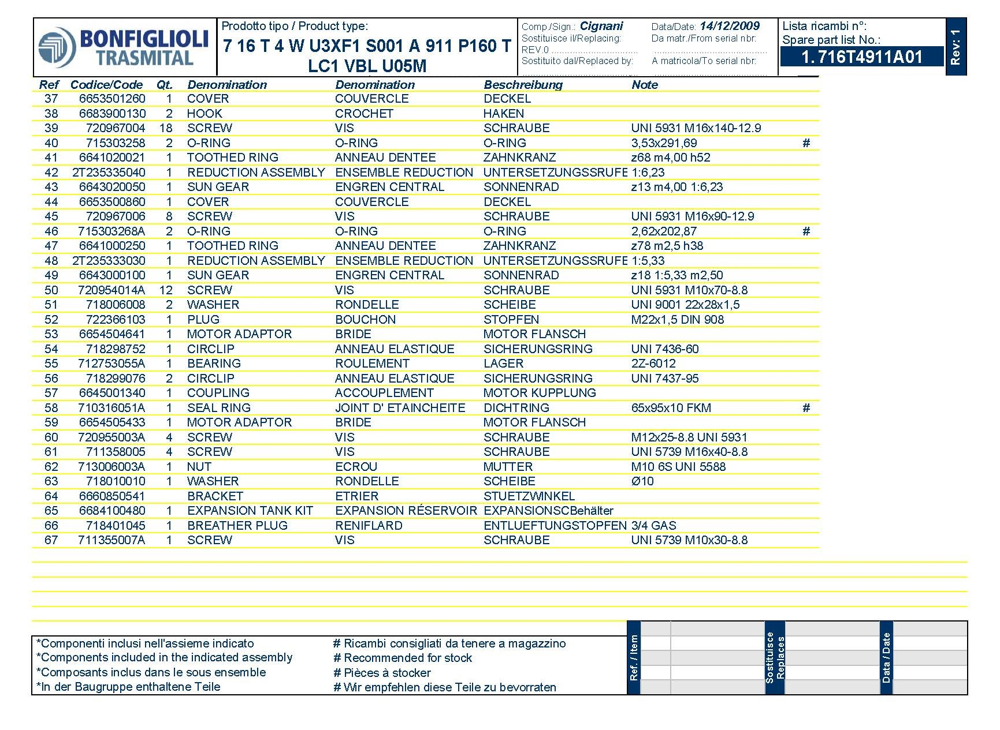 BONFIGLIOLI
TRASMITAL
Prodotto tipo / Product type:
7 16 T 4 W U3XF1 S001 A 911 P160 T
LC1 VBL U05M
Comp./Sign.: Cignani Data/Date: 14/12/2009
Sostituisce il/Replacing: Da matr./From serial nbr:
REV.0 ................................ ..........................................
Sostituito dal/Replaced by: A matricola/To serial nbr:
Lista ricambi n°:
Spare part list No.:
1. 716T4911A01
Rev: 1
Ref Codice/Code Qt. Denomination Denomination Beschreibung Note
37 6653501260 1 COVER COUVERCLE DECKEL
38 6683900130 2 HOOK CROCHET HAKEN
39 720967004 18 SCREW VIS SCHRAUBE UNI 5931 M16x140-12.9
40 715303258 2 O-RING O-RING O-RING 3,53x291,69 #
41 6641020021 1 TOOTHED RING ANNEAU DENTEE ZAHNKRANZ z68 m4,00 h52
42 2T235335040 1 REDUCTION ASSEMBLY ENSEMBLE REDUCTION UNTERSETZUNGSSRUFE 1:6,23
43 6643020050 1 SUN GEAR ENGREN CENTRAL SONNENRAD z13 m4,00 1:6,23
44 6653500860 1 COVER COUVERCLE DECKEL
45 720967006 8 SCREW VIS SCHRAUBE UNI 5931 M16x90-12.9
46 715303268A 2 O-RING O-RING O-RING 2,62x202,87 #
47 6641000250 1 TOOTHED RING ANNEAU DENTEE ZAHNKRANZ z78 m2,5 h38
48 2T235333030 1 REDUCTION ASSEMBLY ENSEMBLE REDUCTION UNTERSETZUNGSSRUFE 1:5,33
49 6643000100 1 SUN GEAR ENGREN CENTRAL SONNENRAD z18 1:5,33 m2,50
50 720954014A 12 SCREW VIS SCHRAUBE UNI 5931 M10x70-8.8
51 718006008 2 WASHER RONDELLE SCHEIBE UNI 9001 22x28x1,5
52 722366103 1 PLUG BOUCHON STOPFEN M22x1,5 DIN 908
53 6654504641 1 MOTOR ADAPTOR BRIDE MOTOR FLANSCH
54 718298752 1 CIRCLIP ANNEAU ELASTIQUE SICHERUNGSRING UNI 7436-60
55 712753055A 1 BEARING ROULEMENT LAGER 2Z-6012
56 718299076 2 CIRCLIP ANNEAU ELASTIQUE SICHERUNGSRING UNI 7437-95
57 6645001340 1 COUPLING ACCOUPLEMENT MOTOR KUPPLUNG
58 710316051A 1 SEAL RING JOINT D' ETAINCHEITE DICHTRING 65x95x10 FKM #
59 6654505433 1 MOTOR ADAPTOR BRIDE MOTOR FLANSCH
60 720955003A 4 SCREW VIS SCHRAUBE M12x25-8.8 UNI 5931
61 711358005 4 SCREW VIS SCHRAUBE UNI 5739 M16x40-8.8
62 713006003A 1 NUT ECROU MUTTER M10 6S UNI 5588
63 718010010 1 WASHER RONDELLE SCHEIBE Ø10
64 6660850541 BRACKET ETRIER STUETZWINKEL
65 6684100480 1 EXPANSION TANK KIT EXPANSION RÉSERVOIR EXPANSIONSCBehälter
66 718401045 1 BREATHER PLUG RENIFLARD ENTLUEFTUNGSTOPFEN 3/4 GAS
67 711355007A 1 SCREW VIS SCHRAUBE UNI 5739 M10x30-8.8
*Componenti inclusi nell'assieme indicato # Ricambi consigliati da tenere a magazzino
*Components included in the indicated assembly # Recommended for stock
*Composants inclus dans le sous ensemble # Pièces à stocker
*In der Baugruppe enthaltene Teile # Wir empfehlen diese Teile zu bevorraten
Ref. / Item
Sostituisce
Replaces
Data / Date